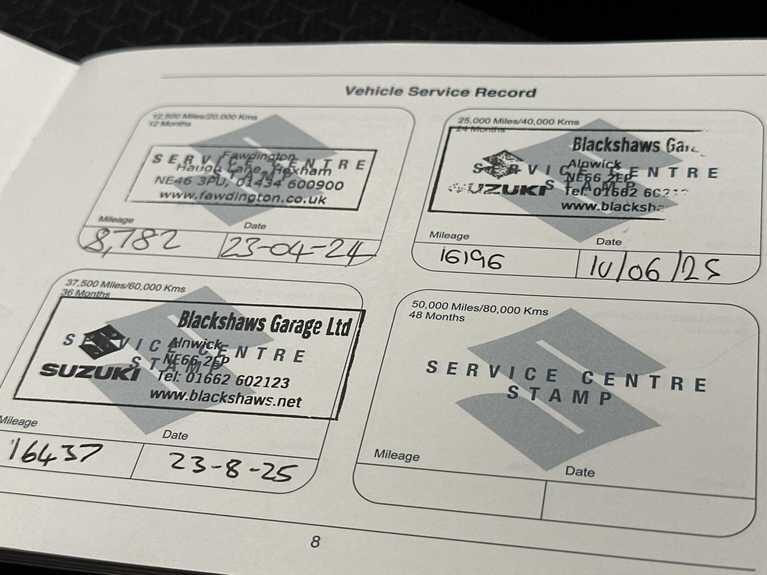 Vehicle Service Record
12,500 Miles/20,000 Kms
12 Months
SERVICE CENTRE
STAMP
Fawdington
Haugh Lane, Hexham
NE46 3PU, 01434 600900
www.fawdington.co.uk
Mileage
Date
8,782
23-04-24
25,000 Miles/40,000 Kms
24 Months
SERVICE CENTRE
STAMP
Blackshaws
Alnwick
NE66 2EP
SUZUKI
Tel: 01662
Mileage
Date
16196
10/06/25
37,500 Miles/60,000 Kms
36 Months
SERVICE CENTRE
STAMP
Blackshaws Garage Ltd
Alnwick
NE66 2EP
SUZUKI
Tel: 01662 602123
www.blackshaws.net
Mileage
Date
16437
23-8-25
50,000 Miles/80,000 Kms
48 Months
SERVICE CENTRE
STAMP
Mileage
Date
8